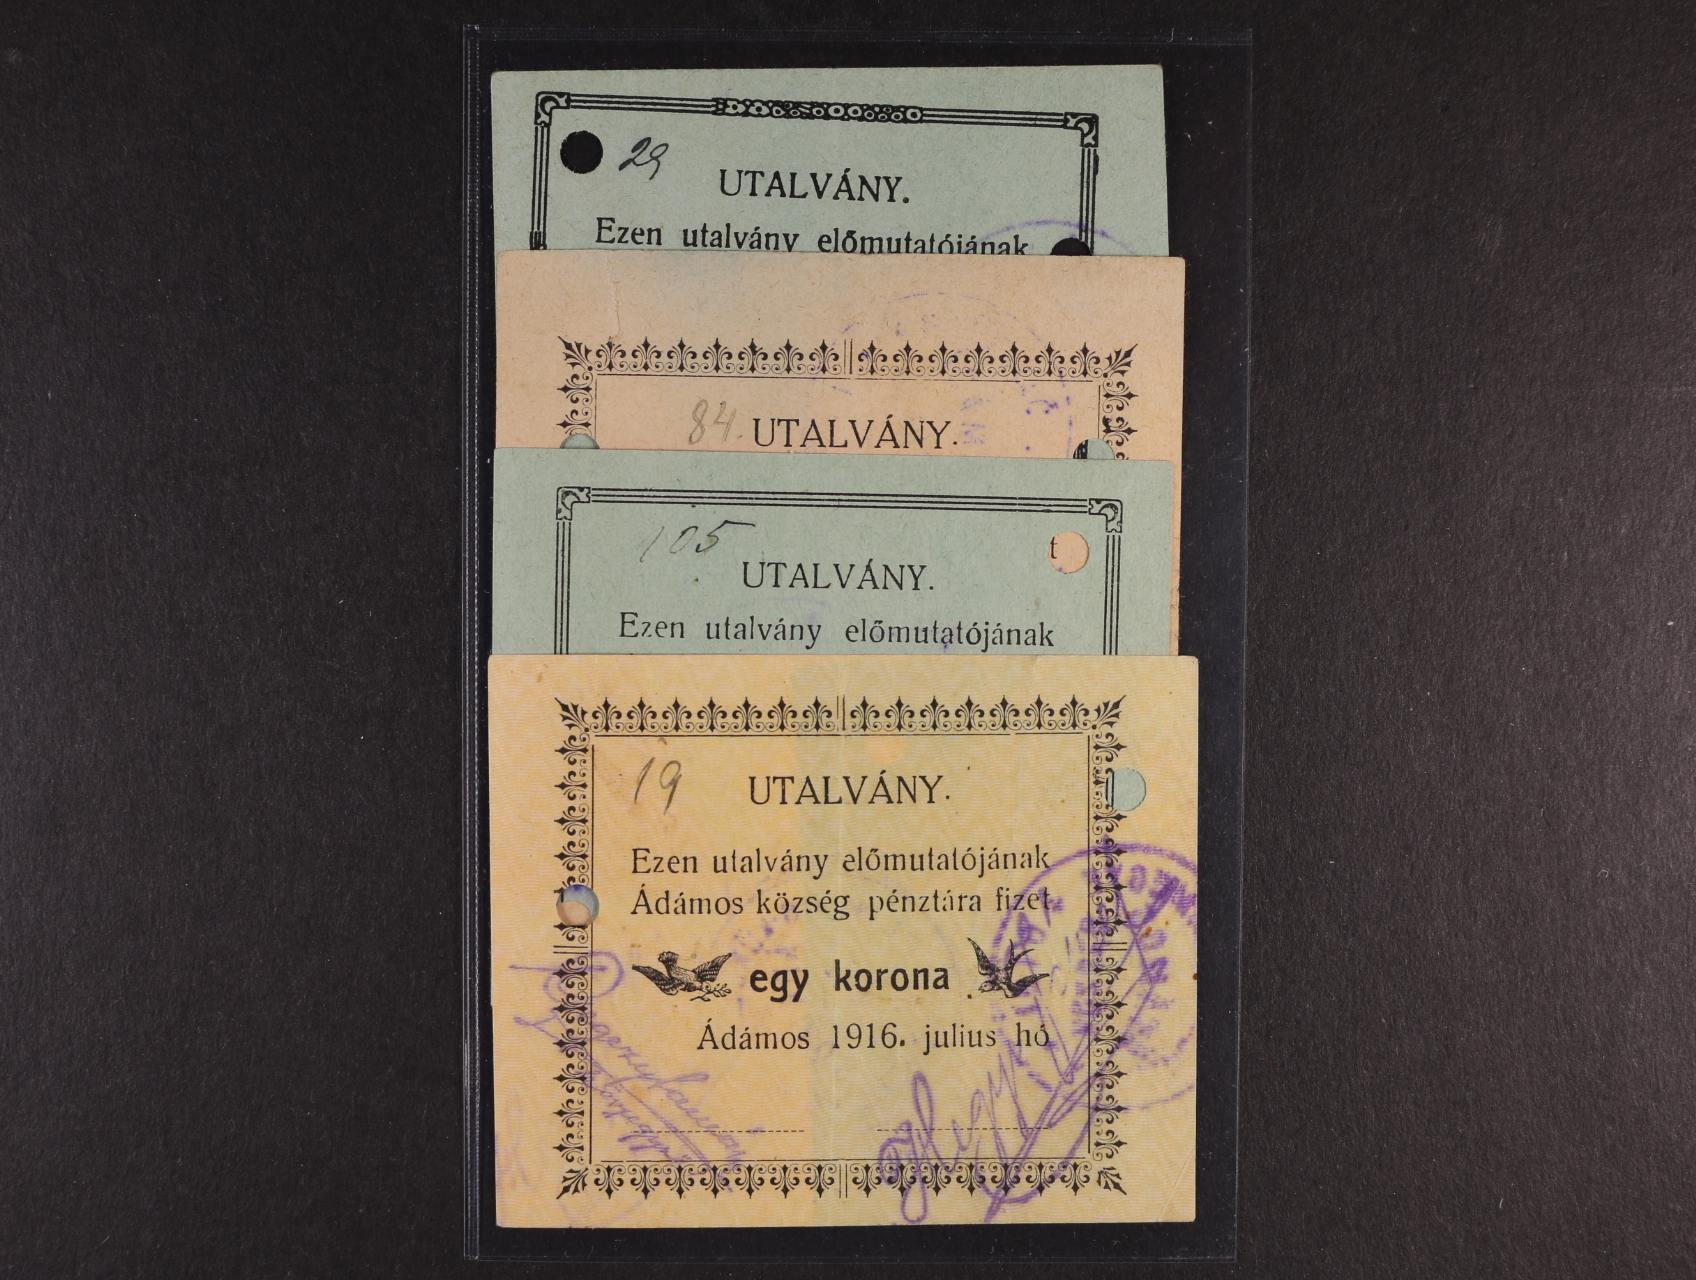 29
UTALVÁNY.
Ezen utalvány előmutatójának
84. UTALVÁNY.
105
t
UTALVÁNY.
Ezen utalvány előmutatójának
19 UTALVÁNY.
Ezen utalvány előmutatójának
Ádámos község pénztára fizet
egy korona
Ádámos 1916. julius hó